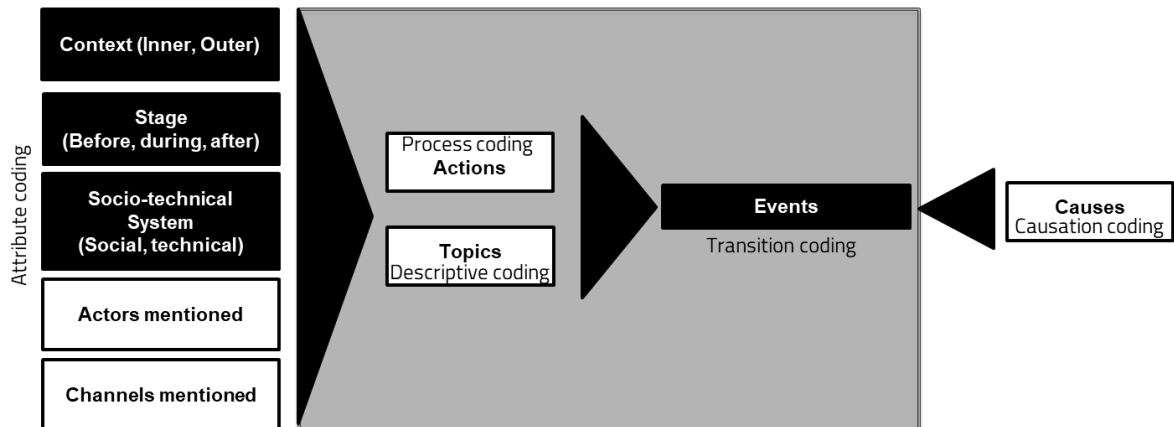 Attribute coding
Context (Inner, Outer)
Stage
(Before, during, after)
Socio-technical
System
(Social, technical)
Actors mentioned
Channels mentioned
Process coding
Actions
Topics
Descriptive coding
Events
Transition coding
Causes
Causation coding